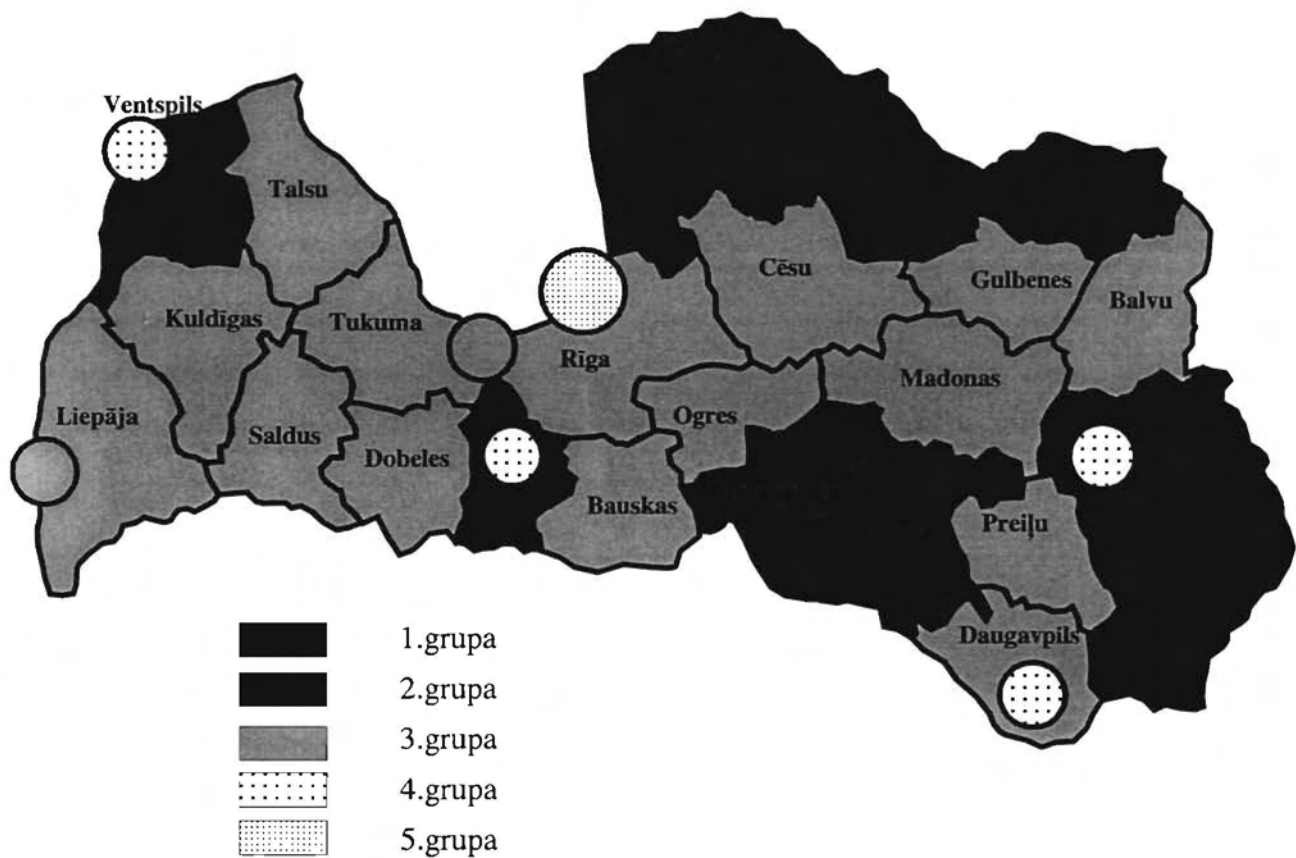 Ventspils
Talsu
Cēsu
Gulbenes
Balvu
Kuldīgas
Tukuma
Rīga
Madonas
Liepāja
Ogres
Saldus
Dobeles
Bauskas
Preiļu
Daugavpils
1.grupa
2.grupa
3.grupa
4.grupa
5.grupa